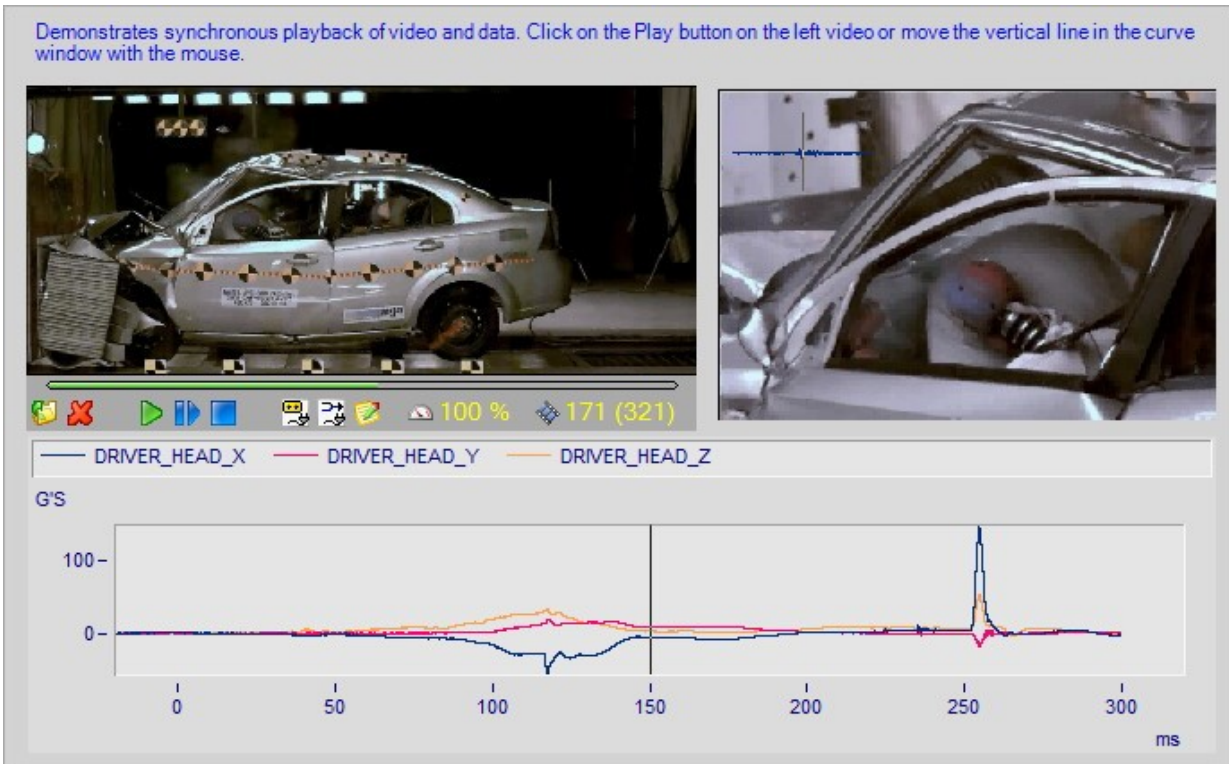 Demonstrates synchronous playback of video and data. Click on the Play button on the left video or move the vertical line in the curve
window with the mouse.
100 %
171 (321)
DRIVER_HEAD_X
DRIVER_HEAD_Y
DRIVER_HEAD_Z
G'S
100
0
0
50
100
150
200
250
300
ms